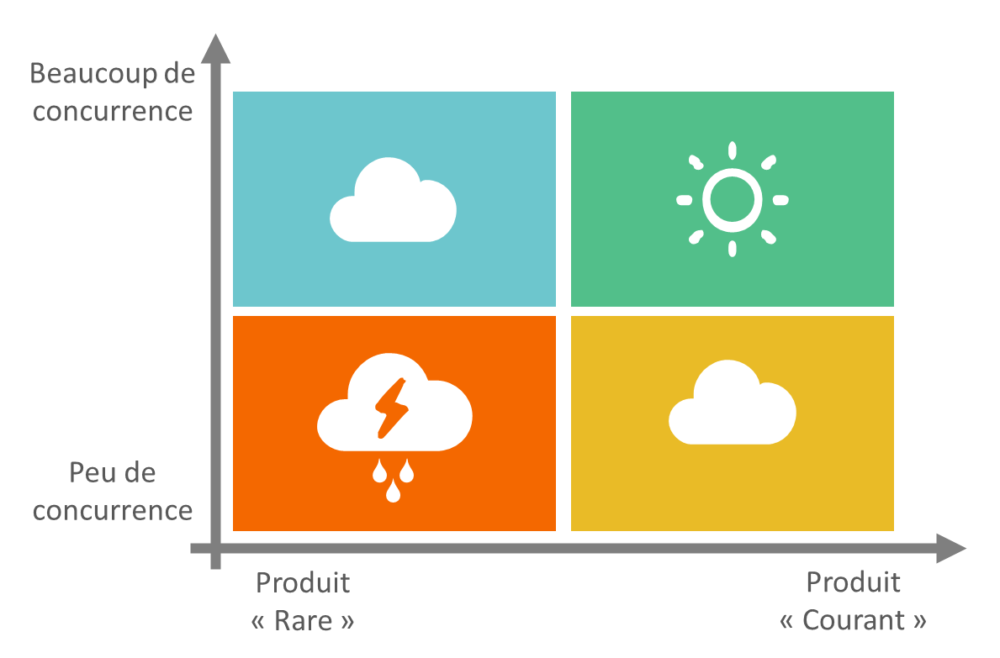 Beaucoup de
concurrence
Peu de
concurrence
Produit
« Rare »
Produit
« Courant »